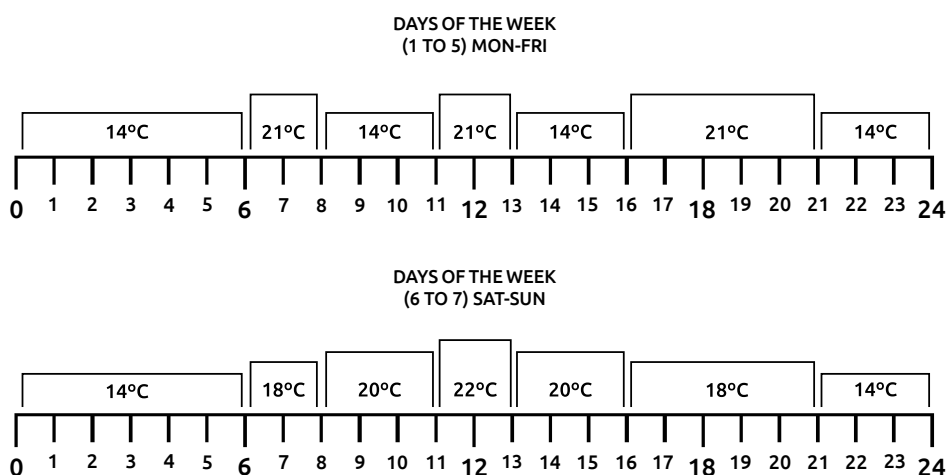 DAYS OF THE WEEK
(1 TO 5) MON-FRI
14ºC 21ºC 14ºC 21ºC 14ºC 21ºC 14ºC
0 1 2 3 4 5 6 7 8 9 10 11 12 13 14 15 16 17 18 19 20 21 22 23 24
DAYS OF THE WEEK
(6 TO 7) SAT-SUN
14ºC 18ºC 20ºC 22ºC 20ºC 18ºC 14ºC
0 1 2 3 4 5 6 7 8 9 10 11 12 13 14 15 16 17 18 19 20 21 22 23 24